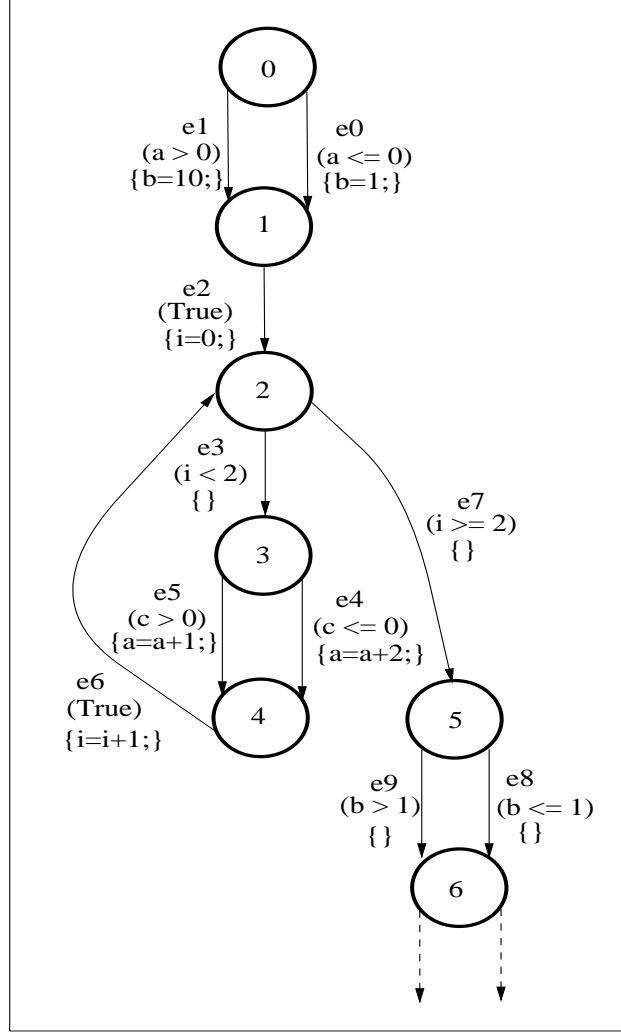 0
e1
(a > 0)
{b=10;}
e0
(a <= 0)
{b=1;}
1
e2
(True)
{i=0;}
2
e3
(i < 2)
{}
e7
(i >= 2)
{}
3
e5
(c > 0)
{a=a+1;}
e4
(c <= 0)
{a=a+2;}
e6
(True)
{i=i+1;}
4
5
e9
(b > 1)
{}
e8
(b <= 1)
{}
6